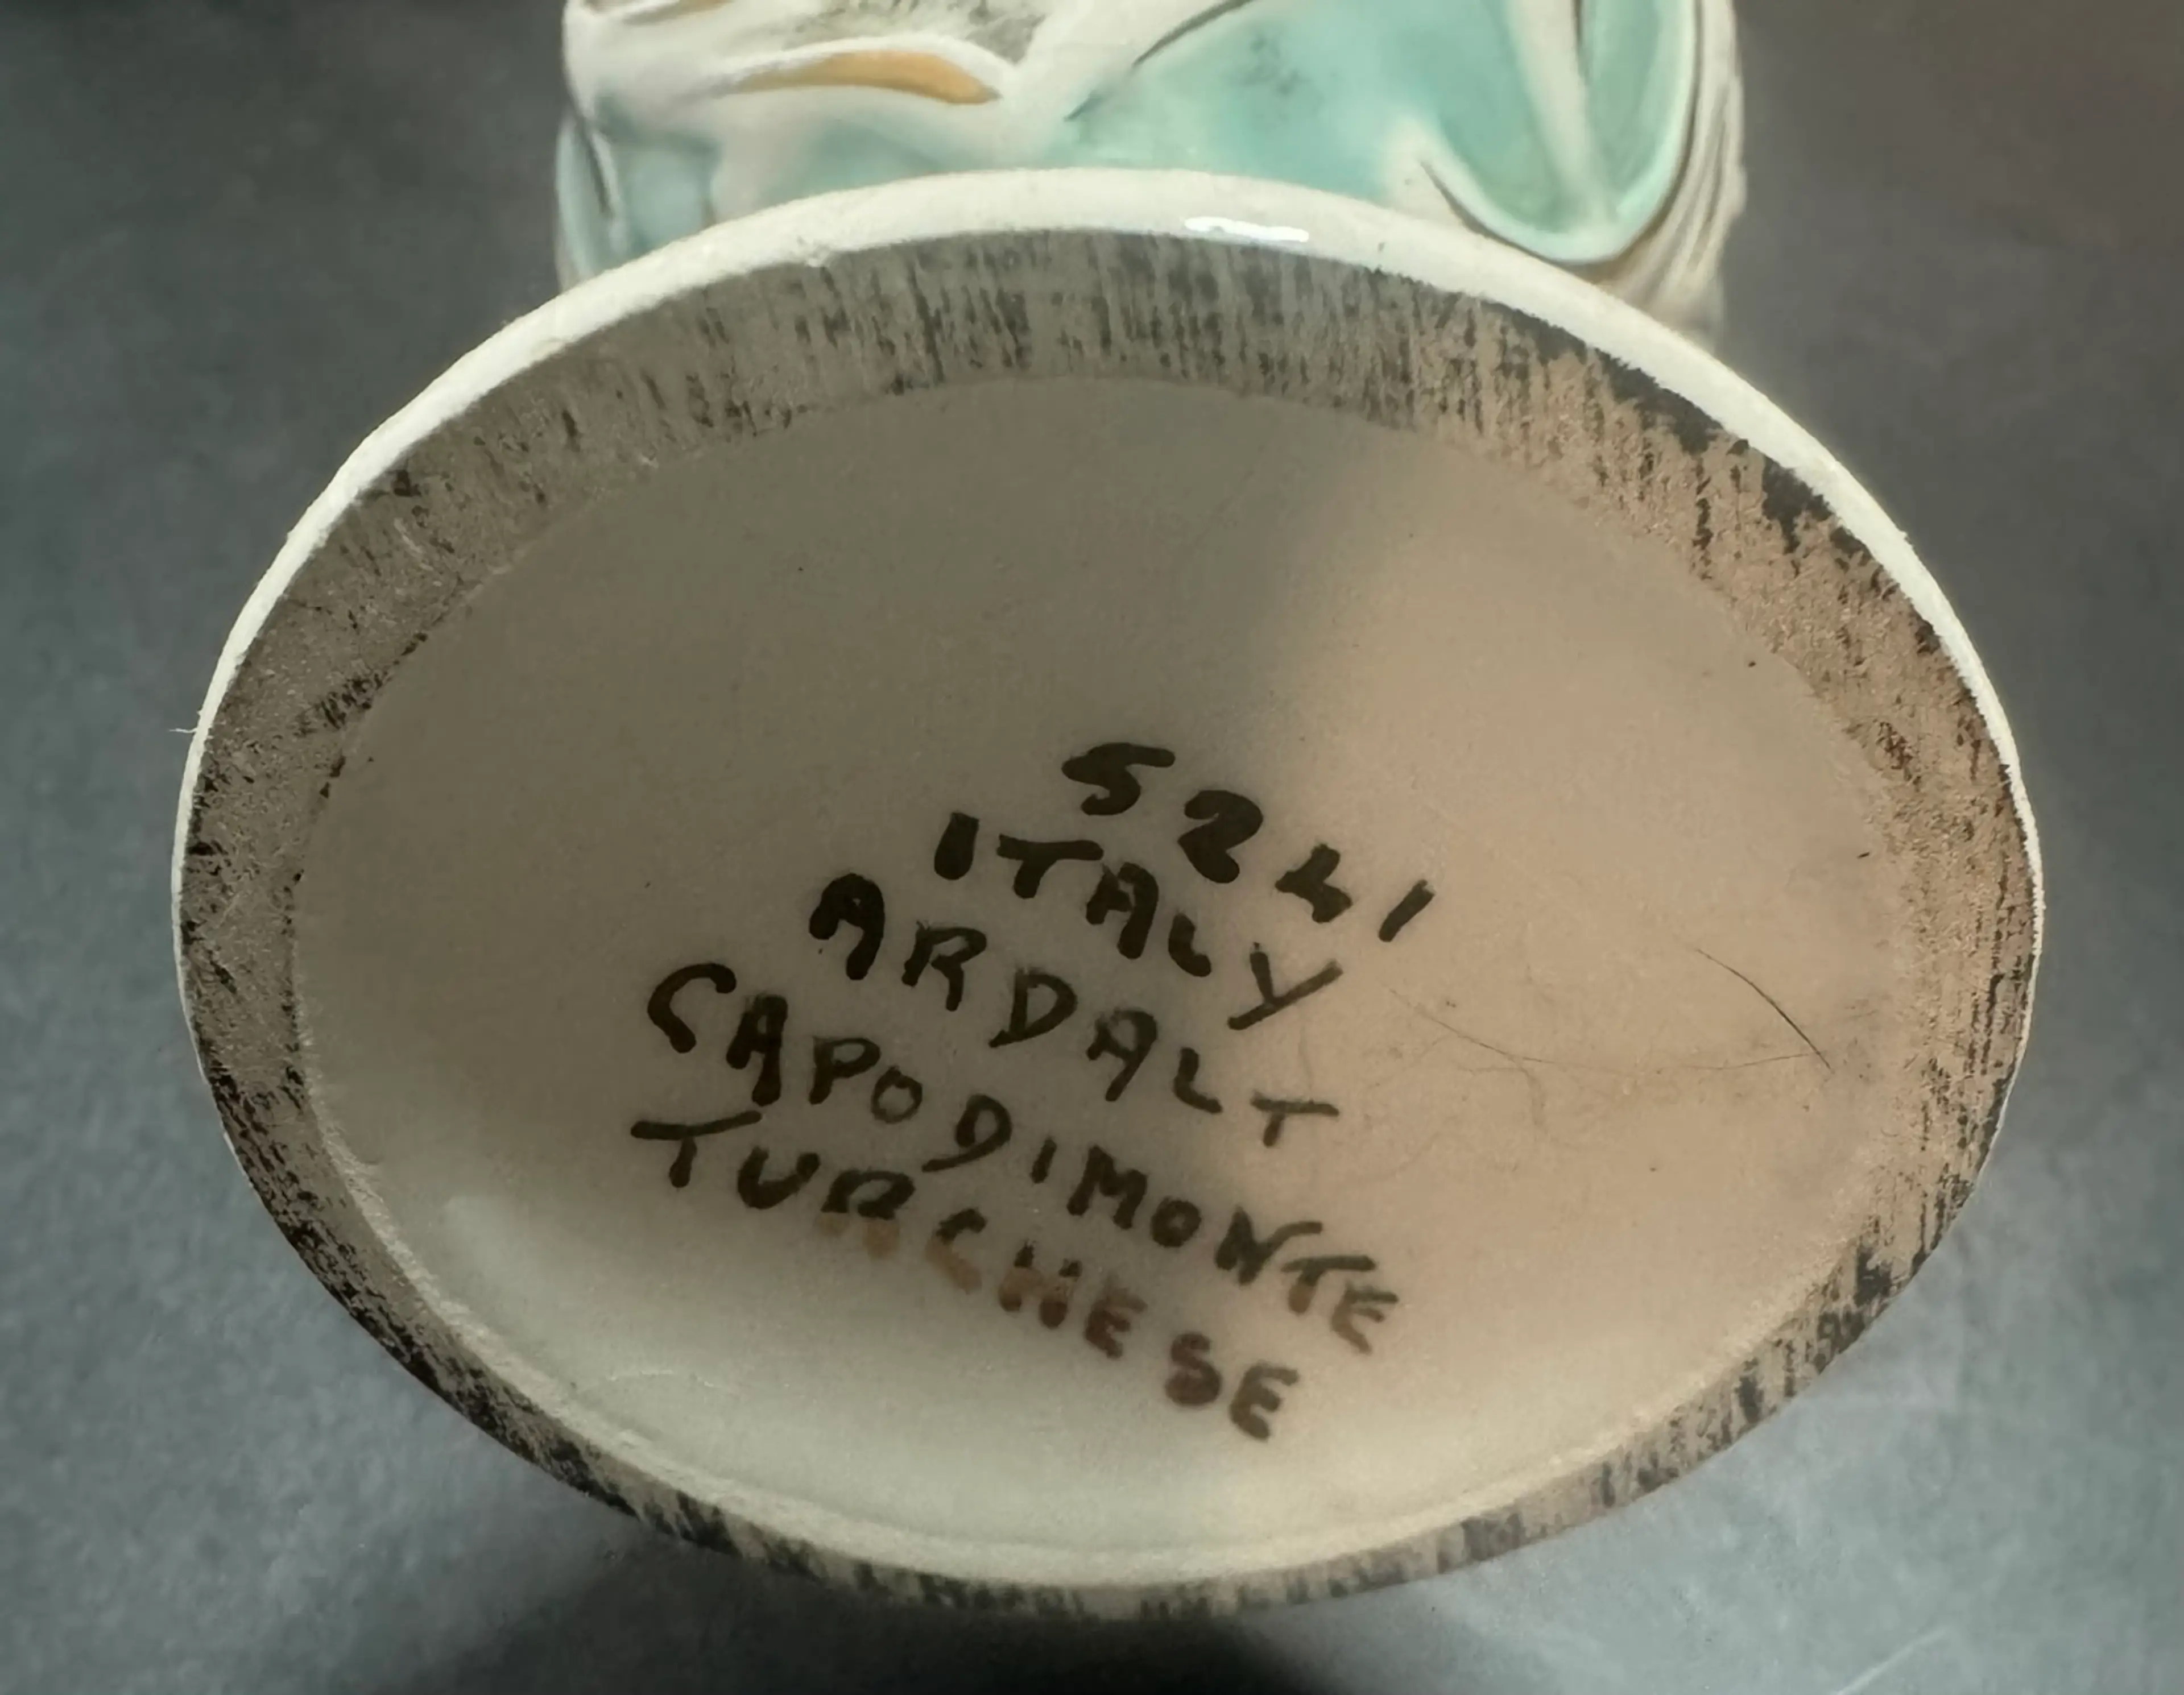 5241
ITALY
ARDALT
CAPODIMONTE
TURCHESE